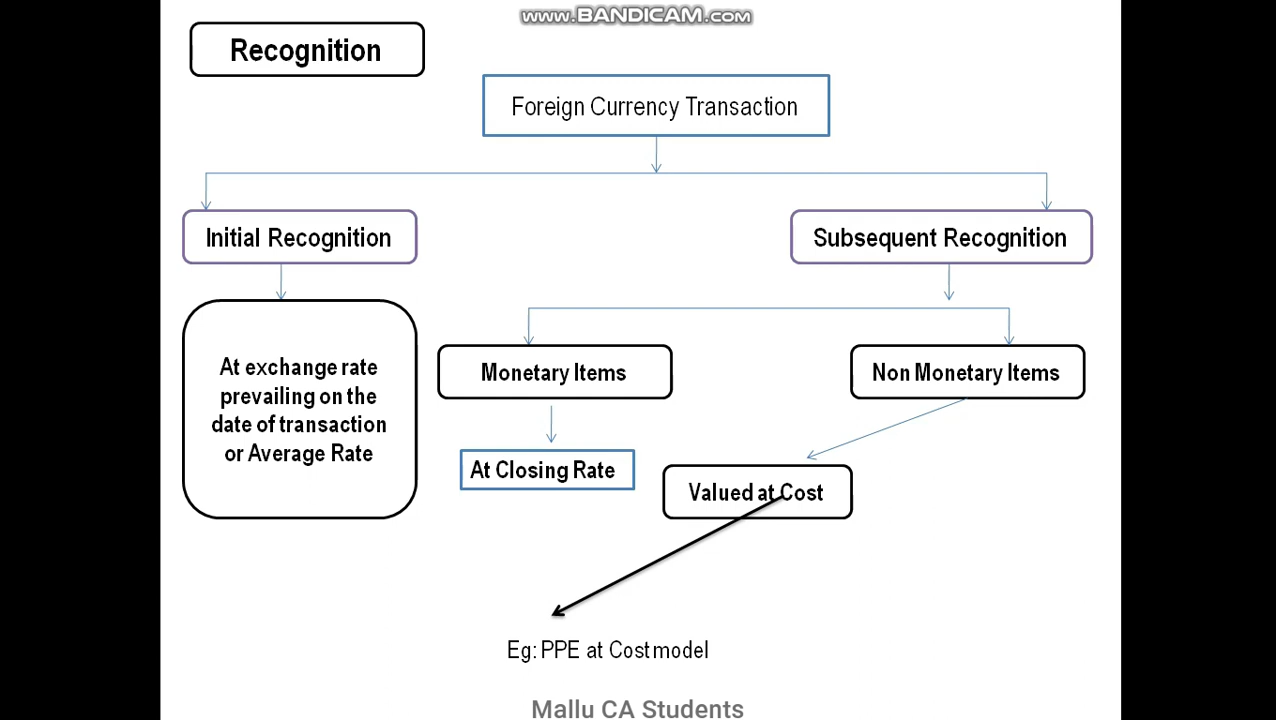 www.BANDICAM.com
Recognition
Foreign Currency Transaction
Initial Recognition
Subsequent Recognition
At exchange rate
prevailing on the
date of transaction
or Average Rate
Monetary Items
Non Monetary Items
At Closing Rate
Valued at Cost
Eg: PPE at Cost model
Mallu CA Students